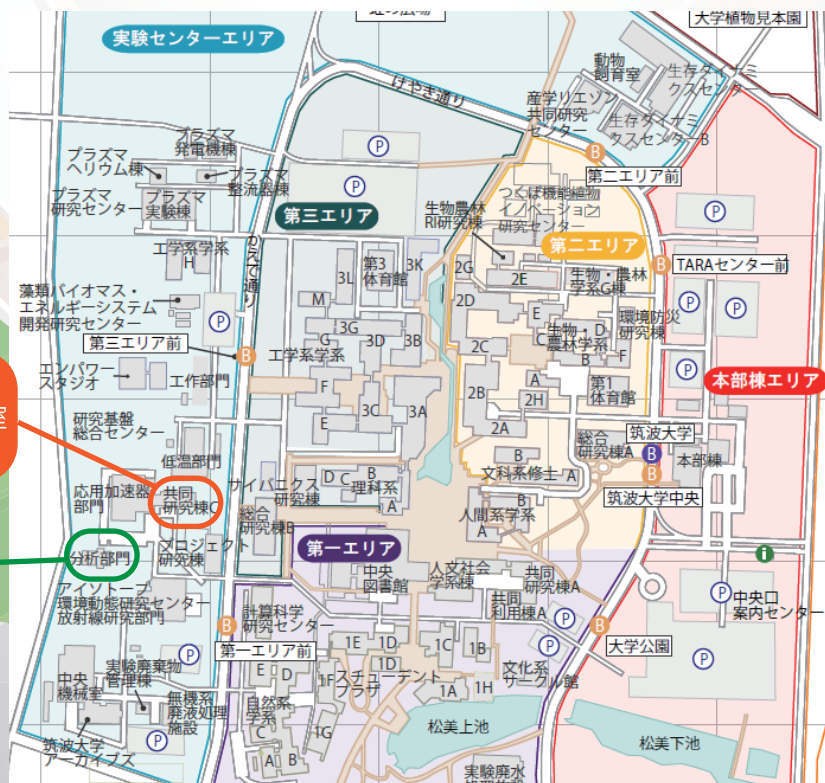 虹の広場
大学植物見本園
実験センターエリア
動物
飼育室
生存ダイナミ
クスセンター
けやき通り
産学リエゾン
共同研究
センター
生存ダイナミ
クスセンターB
プラズマ
発電機棟
P
B
プラズマ
ヘリウム棟
プラズマ
整流器棟
第二エリア前
プラズマ
研究センター
プラズマ
実験棟
P
つくば機能植物
イノベーション
研究センター
第三エリア
生物農林
RI研究棟
第二エリア
P
工学系学系
H
かえで通り
第3
体育館
3K
3L
2G
2E
生物・農林
学系G棟
B
TARAセンター前
藻類バイオマス・
エネルギーシステム
開発研究センター
M
2D
P
P
P
3G
G
3D
3B
E
生物・
農林学系
C
D
環境防災
研究棟
第三エリア前
B
工学系学系
2C
B
F
エンパワー
スタジオ
工作部門
F
A
第1
体育館
P
本部棟エリア
3C
3A
2B
2H
室
研究基盤
総合センター
E
2A
総合
研究棟A
筑波大学
B
本部棟
低温部門
B
文科系修士
A
B
応用加速器
部門
共同
研究棟C
サイバニクス
研究棟
D
C
B
理科系
A
筑波大学中央
総合
研究棟B
B
人間系学系
A
分析部門
プロジェクト
研究棟
第一エリア
i
中央
図書館
人文社会
学系棟
共同
研究棟A
アイソトープ
環境動態研究センター
放射線研究部門
共同
利用棟A
P
中央口
案内センター
計算科学
研究センター
P
B
第一エリア前
B
大学公園
P
1E
1D
1C
1B
P
P
中央
機械室
実験廃棄物
管理棟
E
D
1F
1D
スチューデント
プラザ
文化系
サークル館
無機系
廃液処理
施設
自然系
学系
1A
1H
C
1G
松美上池
筑波大学
アーカイブズ
P
A
B
松美下池
実験廃水